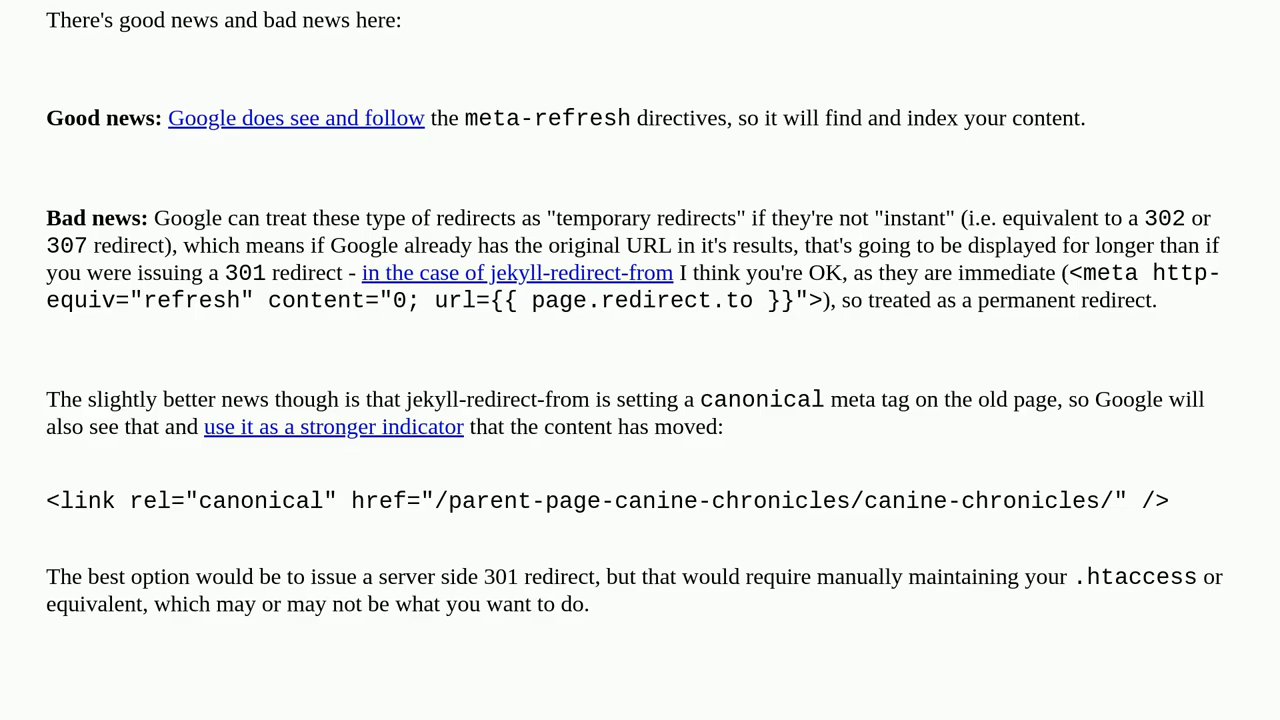 There's good news and bad news here:
Good news: Google does see and follow the meta-refresh directives, so it will find and index your content.
Bad news: Google can treat these type of redirects as "temporary redirects" if they're not "instant" (i.e. equivalent to a 302 or
307 redirect), which means if Google already has the original URL in it's results, that's going to be displayed for longer than if
you were issuing a 301 redirect - in the case of jekyll-redirect-from I think you're OK, as they are immediate (<meta http-
equiv="refresh" content="0; url={{ page.redirect.to }}">), so treated as a permanent redirect.
The slightly better news though is that jekyll-redirect-from is setting a canonical meta tag on the old page, so Google will
also see that and use it as a stronger indicator that the content has moved:
<link rel="canonical" href="/parent-page-canine-chronicles/canine-chronicles/" />
The best option would be to issue a server side 301 redirect, but that would require manually maintaining your .htaccess or
equivalent, which may or may not be what you want to do.